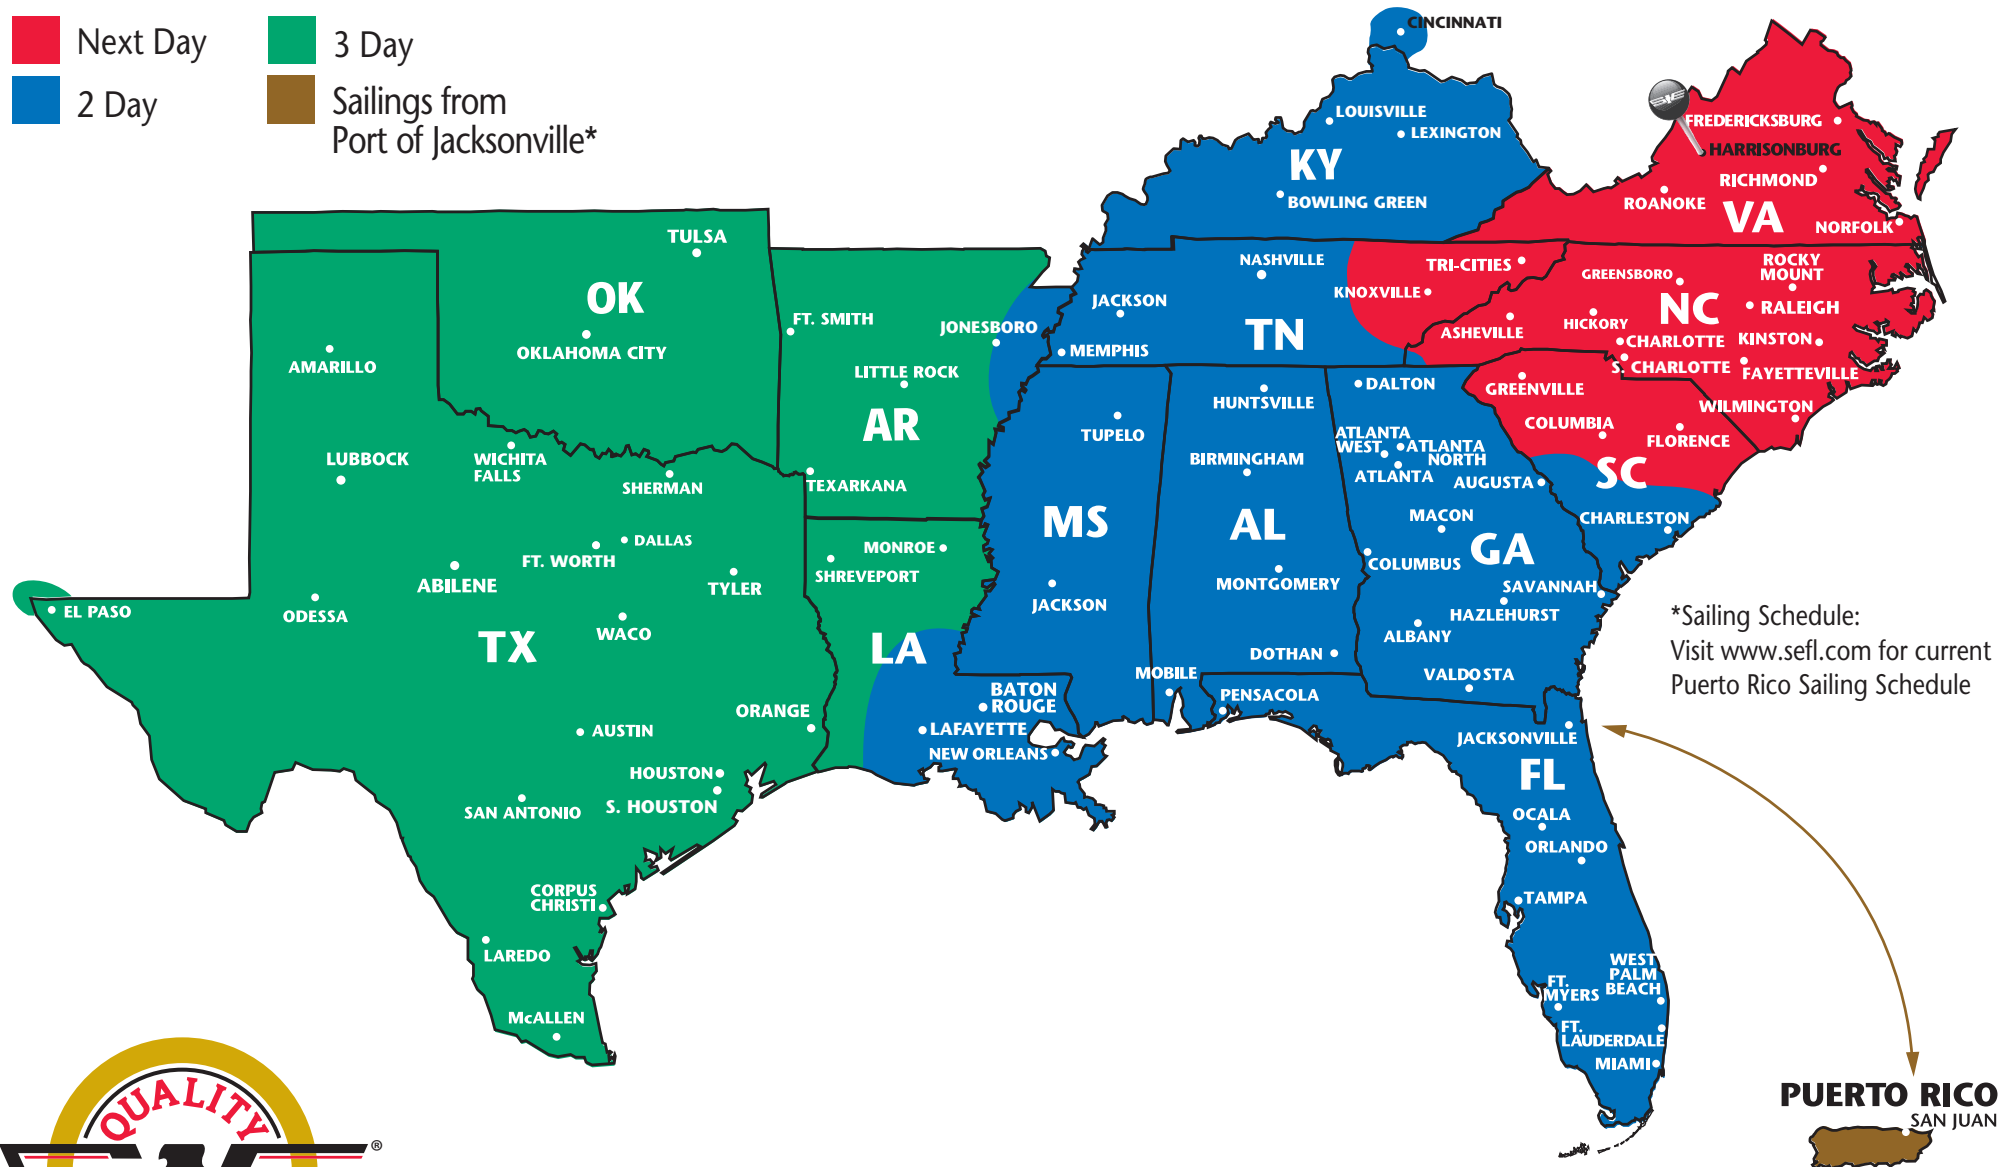 Next Day
3 Day
2 Day
Sailings from
Port of Jacksonville*
CINCINNATI
LOUISVILLE
LEXINGTON
KY
BOWLING GREEN
FREDERICKSBURG
HARRISONBURG
RICHMOND
ROANOKE
VA
NORFOLK
TULSA
OK
OKLAHOMA CITY
NASHVILLE
JACKSON
TN
MEMPHIS
TRI-CITIES
KNOXVILLE
ROCKY
MOUNT
GREENSBORO
NC
RALEIGH
ASHEVILLE
HICKORY
CHARLOTTE
KINSTON
S. CHARLOTTE
FAYETTEVILLE
WILMINGTON
FT. SMITH
JONESBORO
LITTLE ROCK
AR
TEXARKANA
AMARILLO
LUBBOCK
WICHITA
FALLS
SHERMAN
DALLAS
FT. WORTH
ABILENE
TYLER
EL PASO
ODESSA
WACO
TX
ORANGE
AUSTIN
HOUSTON
S. HOUSTON
SAN ANTONIO
CORPUS
CHRISTI
LAREDO
McALLEN
MONROE
SHREVEPORT
LA
BATON
ROUGE
LAFAYETTE
NEW ORLEANS
TUPELO
MS
JACKSON
HUNTSVILLE
BIRMINGHAM
AL
MONTGOMERY
DOTHAN
MOBILE
DALTON
ATLANTA
WEST
ATLANTA
NORTH
ATLANTA
AUGUSTA
MACON
GA
COLUMBUS
SAVANNAH
HAZLEHURST
ALBANY
VALDOSTA
GREENVILLE
COLUMBIA
FLORENCE
SC
CHARLESTON
PENSACOLA
JACKSONVILLE
FL
OCALA
ORLANDO
TAMPA
WEST
PALM
BEACH
FT.
MYERS
FT.
LAUDERDALE
MIAMI
*Sailing Schedule:
Visit www.sefl.com for current
Puerto Rico Sailing Schedule
PUERTO RICO
SAN JUAN
QUALITY
®